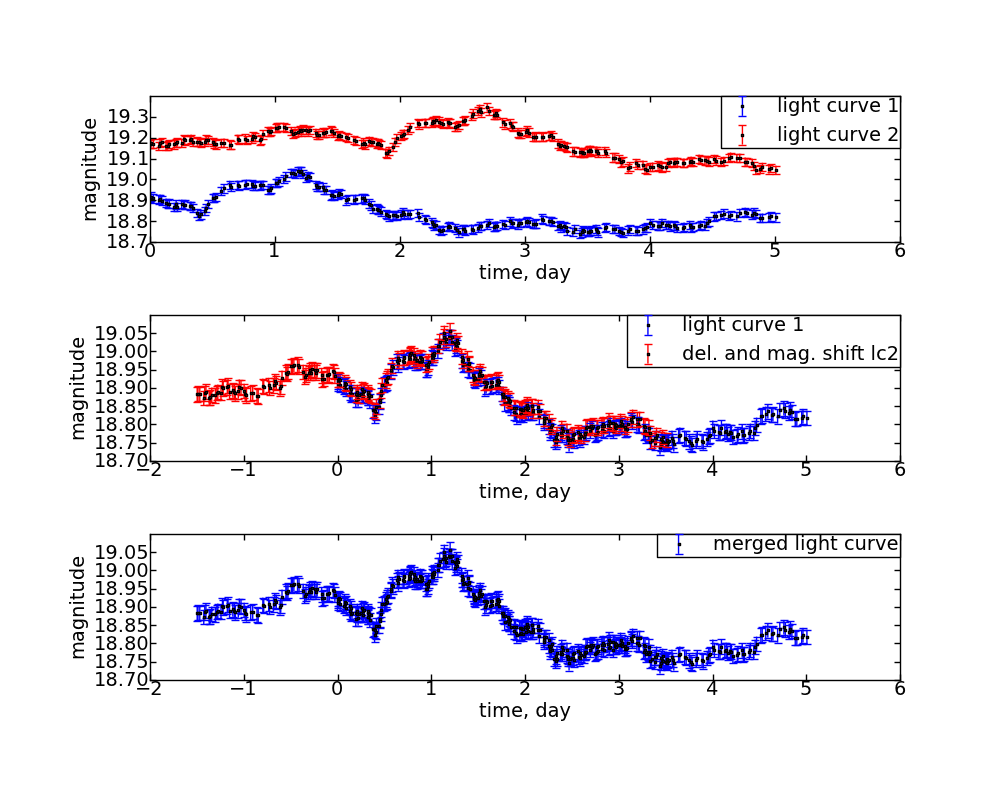 19.3
19.2
19.1
19.0
18.9
18.8
18.7
magnitude
light curve 1
light curve 2
0 1 2 3 4 5 6
time, day
19.05
19.00
18.95
18.90
18.85
18.80
18.75
18.70
magnitude
light curve 1
del. and mag. shift lc2
−2 −1 0 1 2 3 4 5 6
time, day
19.05
19.00
18.95
18.90
18.85
18.80
18.75
18.70
magnitude
merged light curve
−2 −1 0 1 2 3 4 5 6
time, day